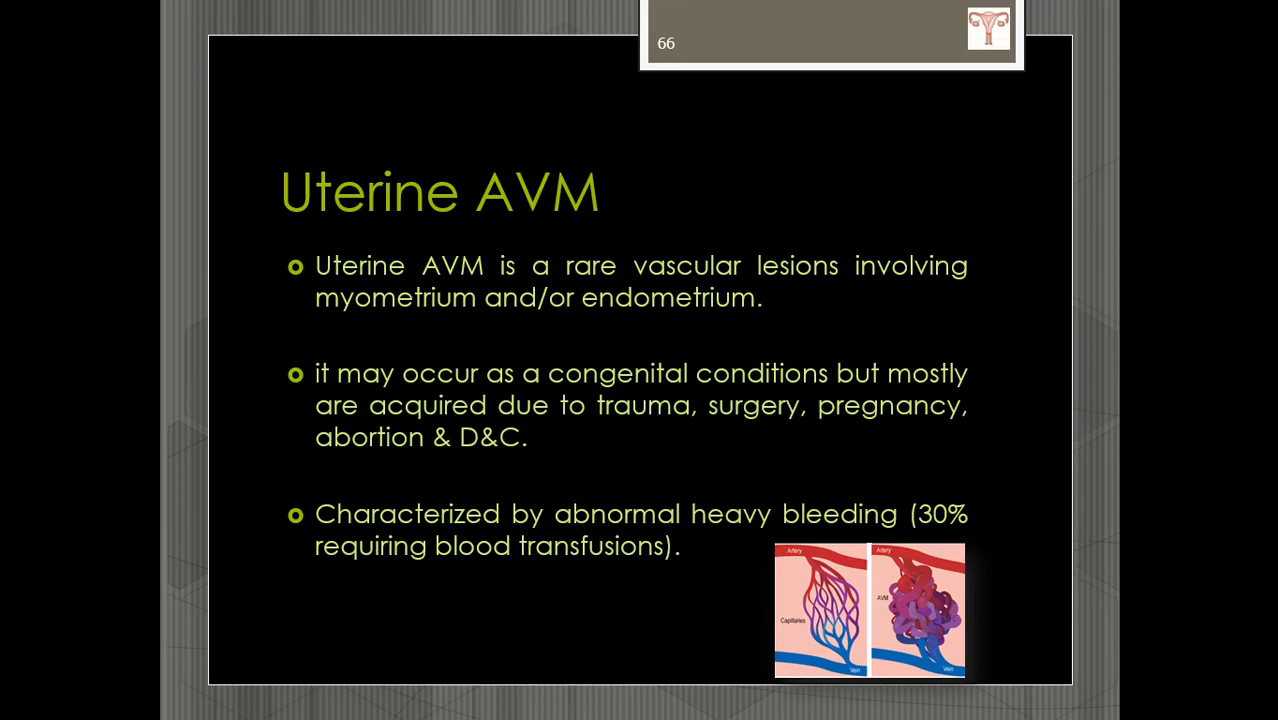 66
Uterine AVM
Uterine AVM is a rare vascular lesions involving
myometrium and/or endometrium.
it may occur as a congenital conditions but mostly
are acquired due to trauma, surgery, pregnancy,
abortion & D&C.
Characterized by abnormal heavy bleeding (30%
requiring blood transfusions).
Artery
Capillaries
Vein
Artery
AVM
Vein